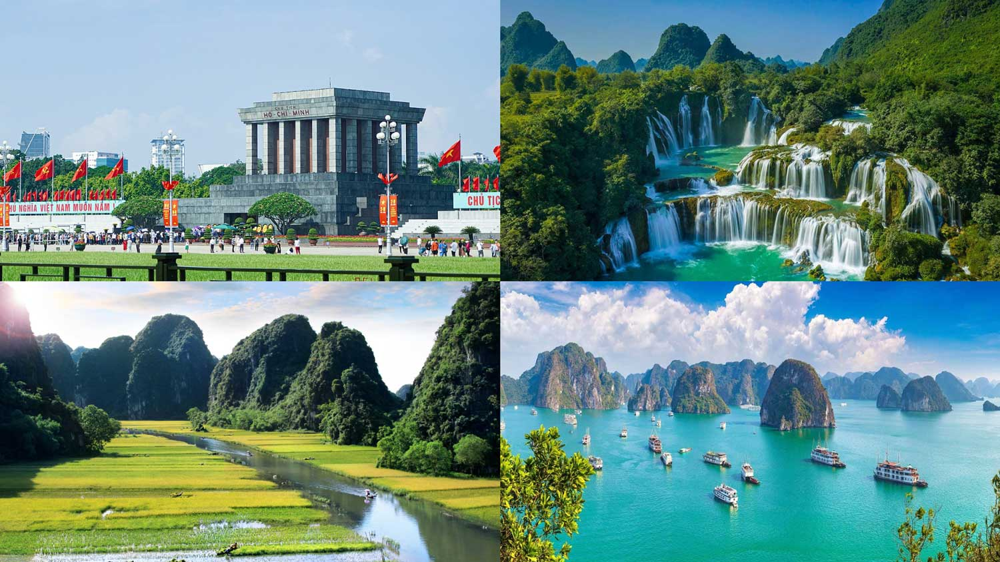 CHỦ TỊCH
HỒ-CHÍ-MINH
HỦ NGHĨA VIỆT NAM MUÔN NĂM
CHỦ TỊC